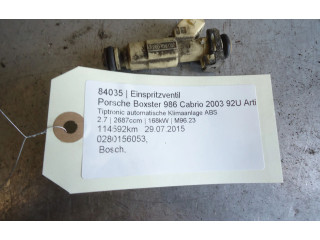 84035 | Einspritzventil
Porsche Boxster 986 Cabrio 2003 92U Arti
Tiptronic automatische Klimaanlage ABS
2.7 | 2687ccm | 168kW | M96.23
114592km 29.07.2015
0280156053,
Bosch,